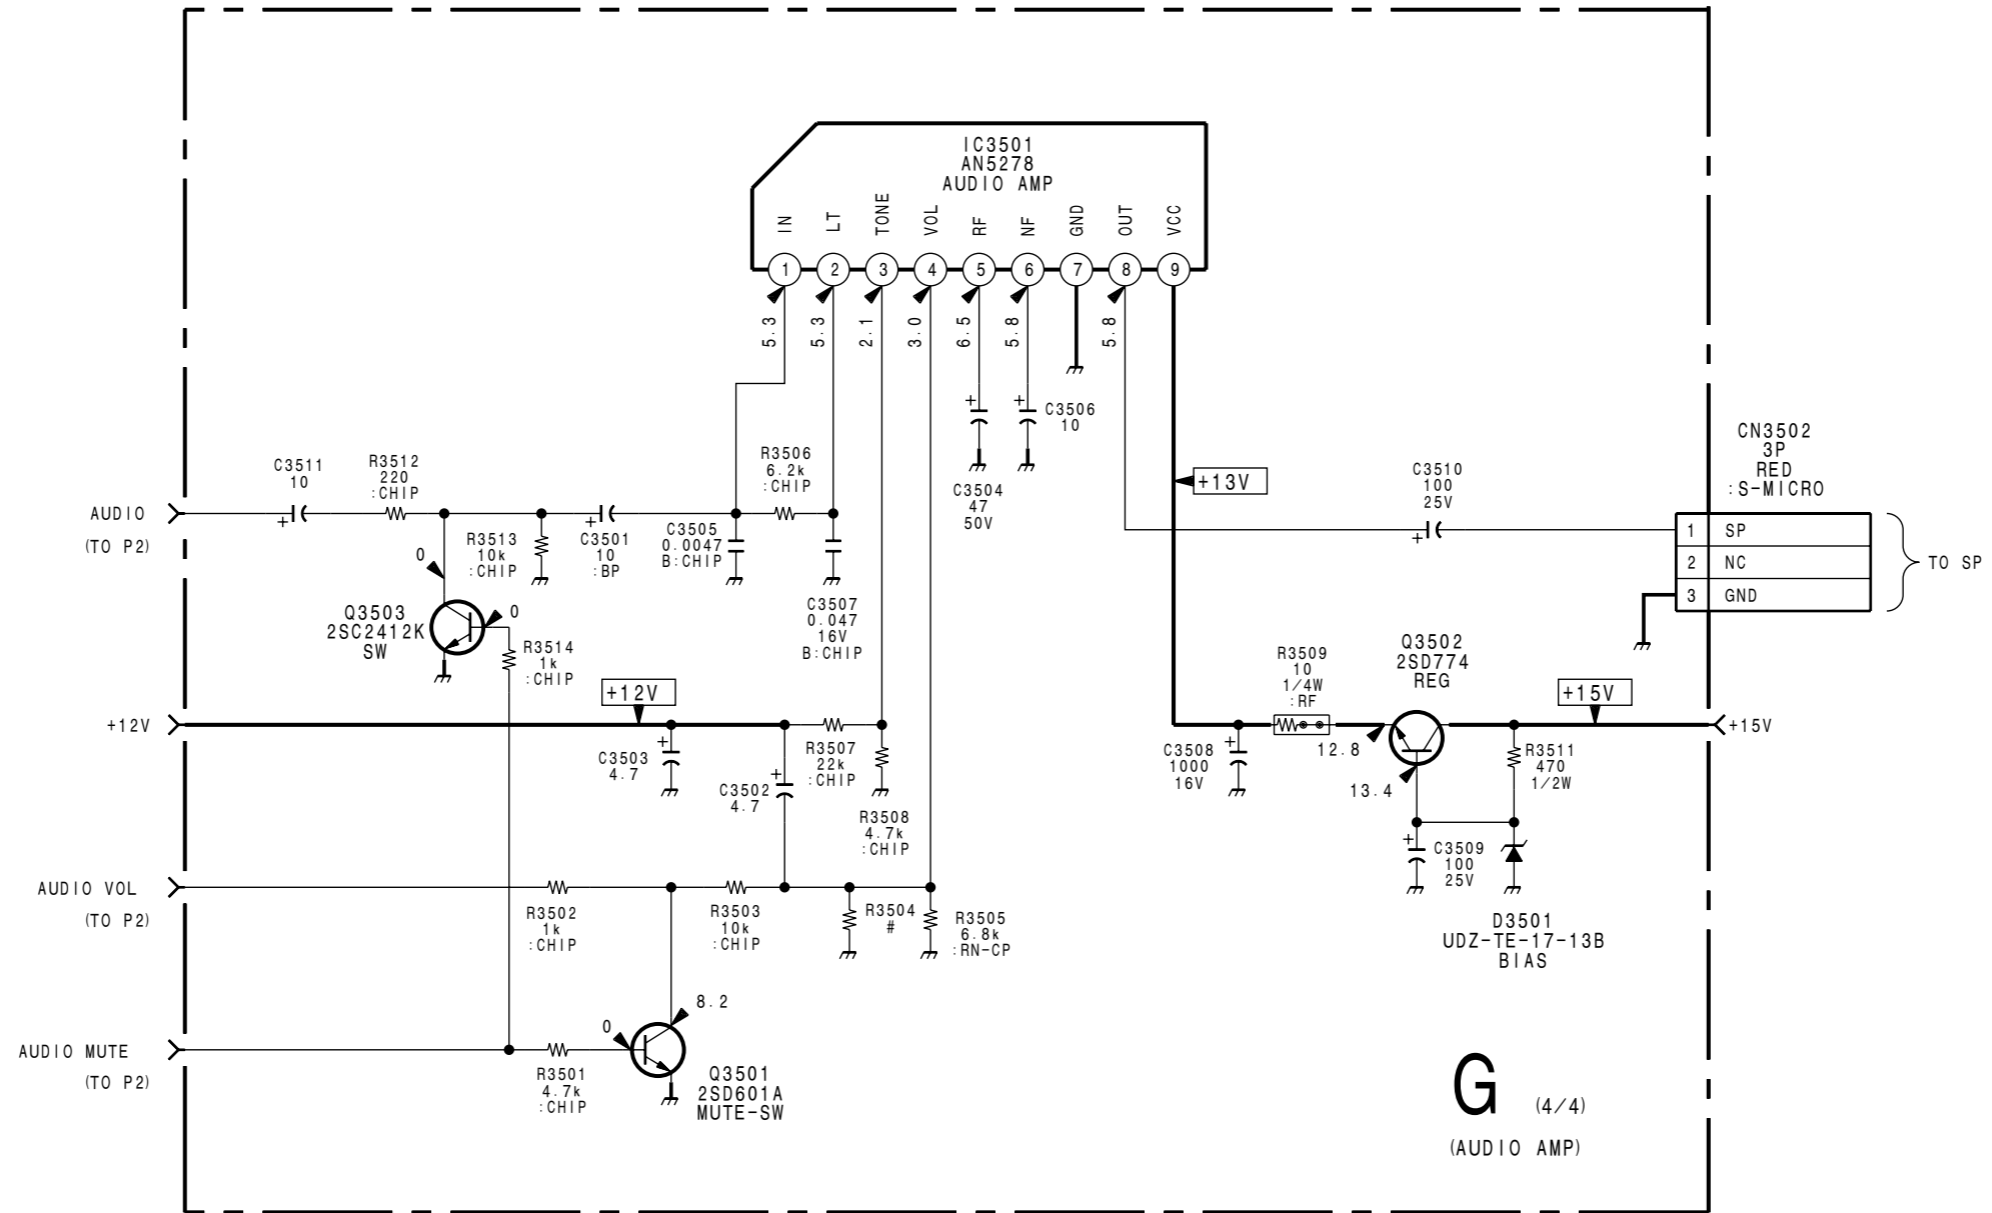 IC3501
AN5278
AUDIO AMP
IN
LT
TONE
VOL
RF
NF
GND
OUT
VCC
1
2
3
4
5
6
7
8
9
5.3
5.3
2.1
3.0
6.5
5.8
5.8
C3506
10
C3504
47
50V
+13V
C3510
100
25V
CN3502
3P
RED
:S-MICRO
1 SP
2 NC
3 GND
TO SP
AUDIO
(TO P2)
C3511
10
R3512
220
:CHIP
0
R3513
10k
:CHIP
C3501
10
:BP
C3505
0.0047
B:CHIP
R3506
6.2k
:CHIP
C3507
0.047
16V
B:CHIP
Q3503
2SC2412K
SW
0
R3514
1k
:CHIP
+12V
+12V
C3503
4.7
C3502
4.7
R3507
22k
:CHIP
R3508
4.7k
:CHIP
C3508
1000
16V
R3509
10
1/4W
:RF
12.8
Q3502
2SD774
REG
13.4
+15V
+15V
R3511
470
1/2W
C3509
100
25V
D3501
UDZ-TE-17-13B
BIAS
AUDIO VOL
(TO P2)
R3502
1k
:CHIP
R3503
10k
:CHIP
R3504
#
R3505
6.8k
:RN-CP
AUDIO MUTE
(TO P2)
R3501
4.7k
:CHIP
0
8.2
Q3501
2SD601A
MUTE-SW
G (4/4)
(AUDIO AMP)